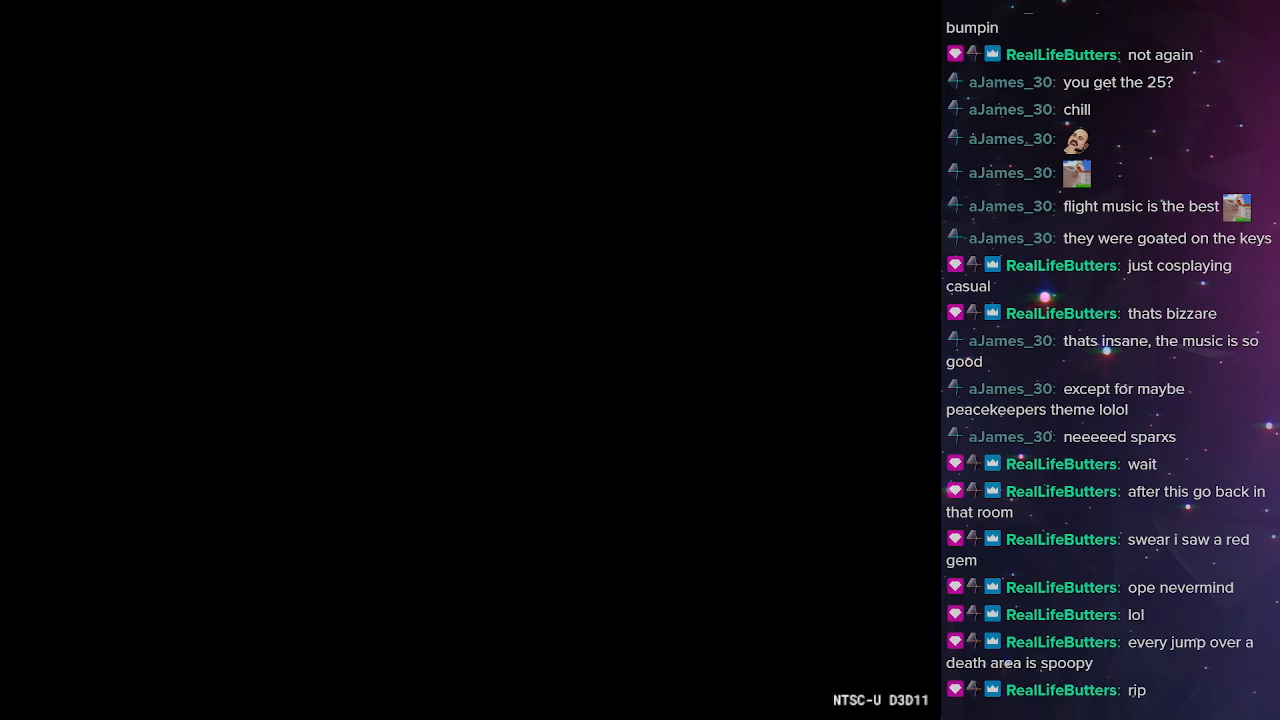 bumpin
RealLifeButters: not again
aJames_30: you get the 25?
aJames_30: chill
aJames_30:
aJames_30:
aJames_30: flight music is the best
aJames_30: they were goated on the keys
RealLifeButters: just cosplaying
casual
RealLifeButters: thats bizzare
aJames_30: thats insane, the music is so
good
aJames_30: except for maybe
peacekeepers theme lolol
aJames_30: neeeeed sparxs
RealLifeButters: wait
RealLifeButters: after this go back in
that room
RealLifeButters: swear i saw a red
gem
RealLifeButters: ope nevermind
RealLifeButters: lol
RealLifeButters: every jump over a
death area is spoopy
RealLifeButters: rip
NTSC-U D3D11